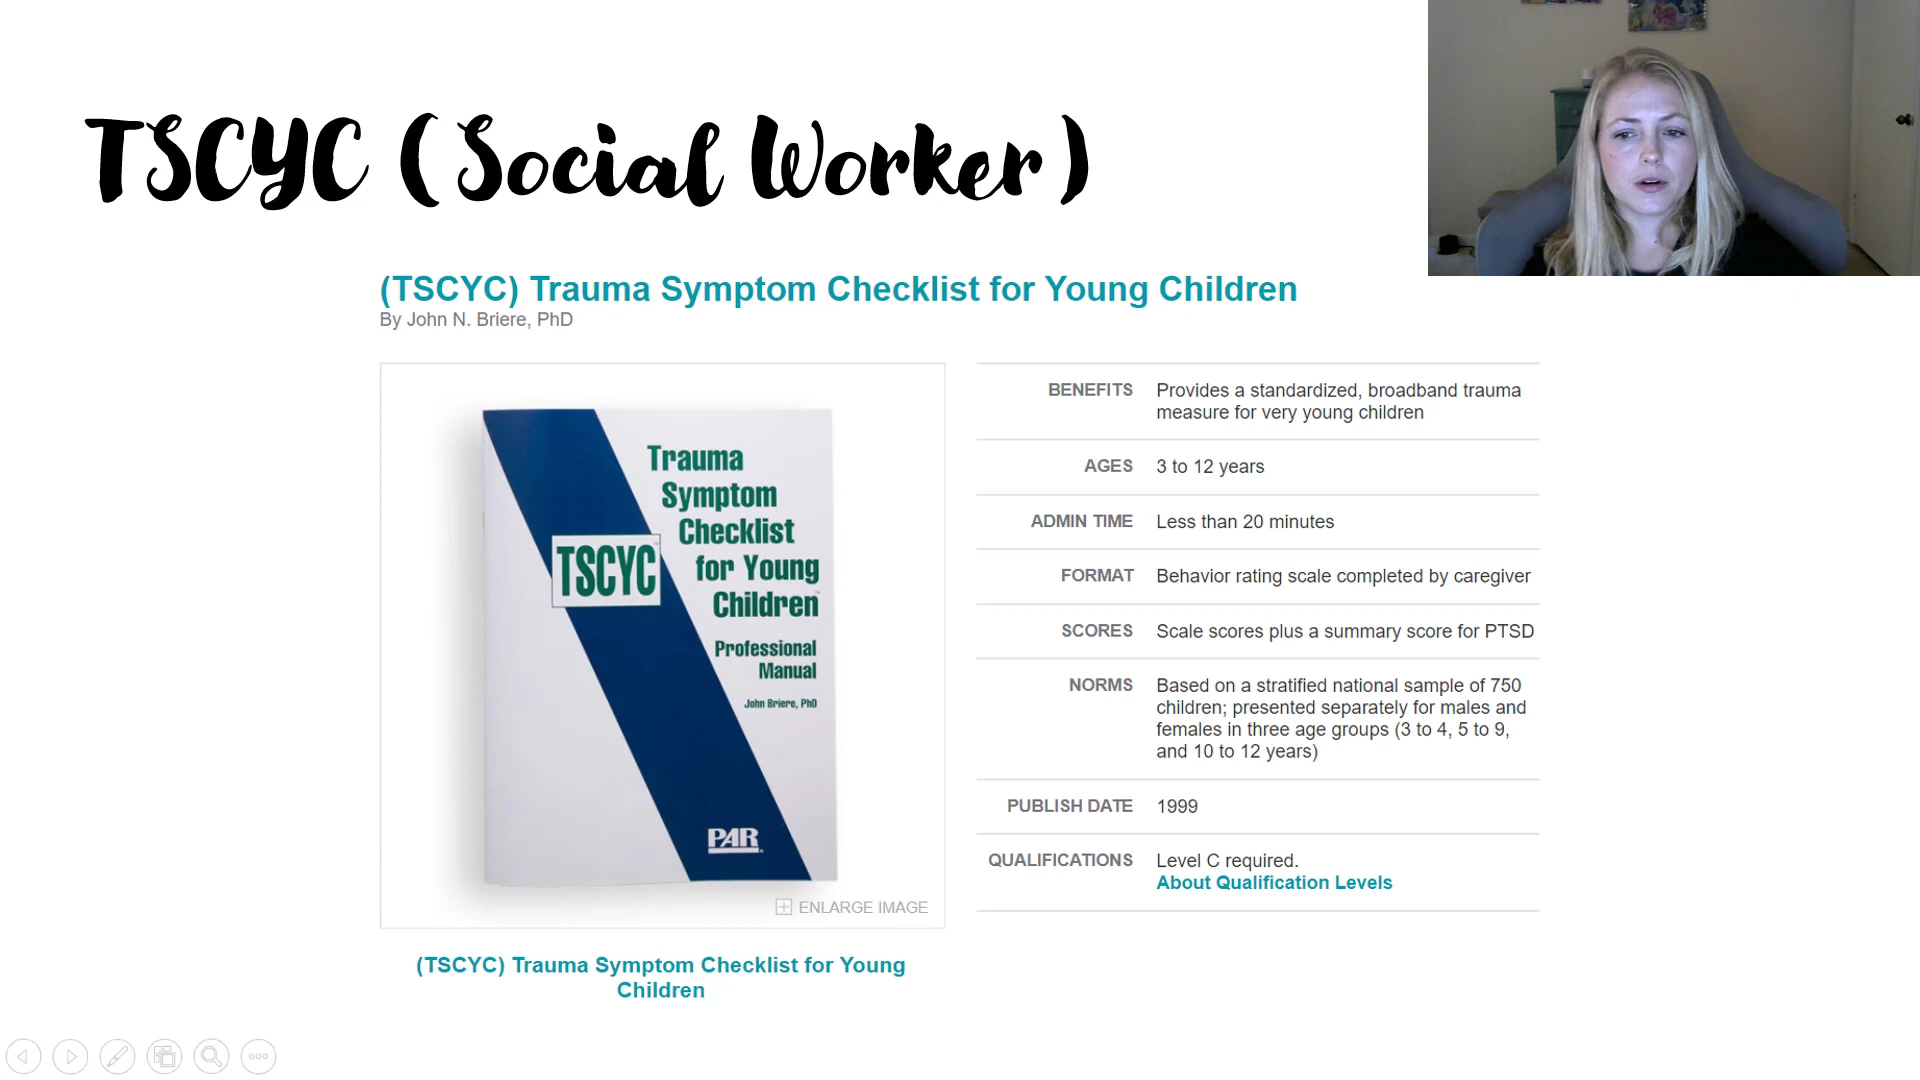 TSCYC (Social Worker)
(TSCYC) Trauma Symptom Checklist for Young Children
By John N. Briere, PhD
Trauma
Symptom
Checklist
for Young
Children
TSCYC
Professional
Manual
John Briere, PhD
PAR
ENLARGE IMAGE
(TSCYC) Trauma Symptom Checklist for Young
Children
BENEFITS Provides a standardized, broadband trauma
measure for very young children
AGES 3 to 12 years
ADMIN TIME Less than 20 minutes
FORMAT Behavior rating scale completed by caregiver
SCORES Scale scores plus a summary score for PTSD
NORMS Based on a stratified national sample of 750
children; presented separately for males and
females in three age groups (3 to 4, 5 to 9,
and 10 to 12 years)
PUBLISH DATE 1999
QUALIFICATIONS Level C required.
About Qualification Levels